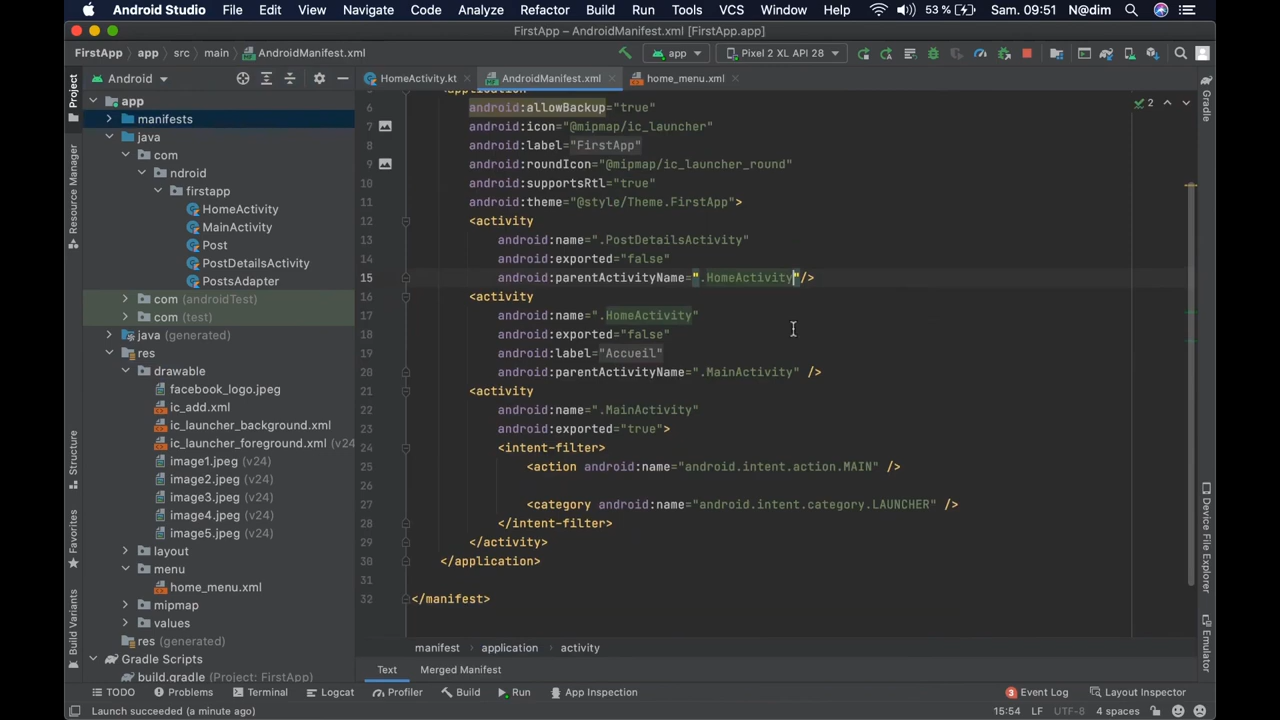 Android Studio File Edit View Navigate Code Analyze Refactor Build Run Tools VCS Window Help 53 % Sam. 09:51 N@dim
FirstApp – AndroidManifest.xml [FirstApp.app]
FirstApp app src main AndroidManifest.xml app Pixel 2 XL API 28
Android HomeActivity.kt AndroidManifest.xml home_menu.xml
Project
Resource Manager
Structure
Favorites
Build Variants
app
manifests
java
com
ndroid
firstapp
HomeActivity
MainActivity
Post
PostDetailsActivity
PostsAdapter
com (androidTest)
com (test)
java (generated)
res
drawable
facebook_logo.jpeg
ic_add.xml
ic_launcher_background.xml
ic_launcher_foreground.xml (v24
image1.jpeg (v24)
image2.jpeg (v24)
image3.jpeg (v24)
image4.jpeg (v24)
image5.jpeg (v24)
layout
menu
home_menu.xml
mipmap
values
res (generated)
Gradle Scripts
build.gradle (Project: FirstApp)
<application
6 android:allowBackup="true"
7 android:icon="@mipmap/ic_launcher"
8 android:label="FirstApp"
9 android:roundIcon="@mipmap/ic_launcher_round"
10 android:supportsRtl="true"
11 android:theme="@style/Theme.FirstApp">
12 <activity
13 android:name=".PostDetailsActivity"
14 android:exported="false"
15 android:parentActivityName=".HomeActivity"/>
16 <activity
17 android:name=".HomeActivity"
18 android:exported="false"
19 android:label="Accueil"
20 android:parentActivityName=".MainActivity" />
21 <activity
22 android:name=".MainActivity"
23 android:exported="true">
24 <intent-filter>
25 <action android:name="android.intent.action.MAIN" />
26
27 <category android:name="android.intent.category.LAUNCHER" />
28 </intent-filter>
29 </activity>
30 </application>
31
32 </manifest>
2
Gradle
Device File Explorer
Emulator
manifest application activity
Text Merged Manifest
TODO Problems Terminal Logcat Profiler Build Run App Inspection 3 Event Log Layout Inspector
Launch succeeded (a minute ago) 15:54 LF UTF-8 4 spaces